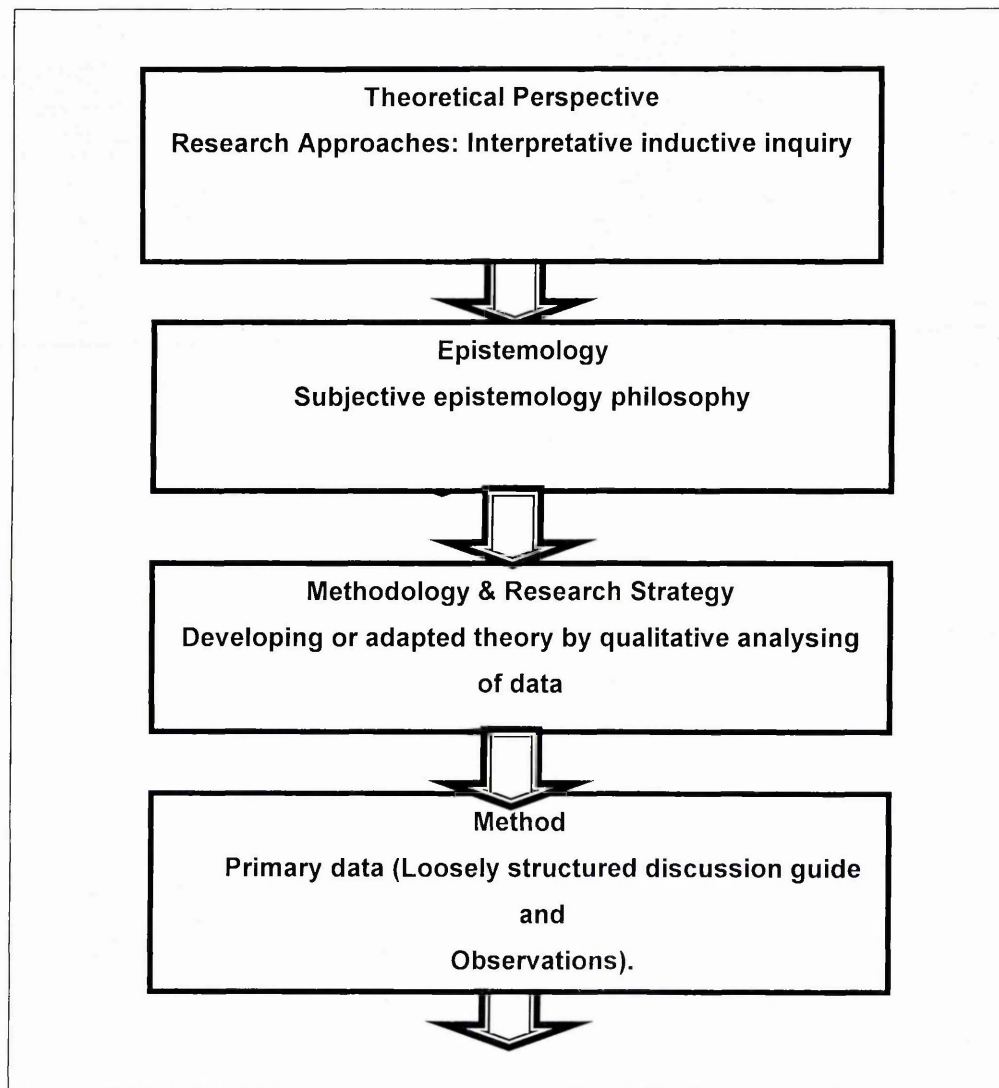 Theoretical Perspective
Research Approaches: Interpretative inductive inquiry
Epistemology
Subjective epistemology philosophy
Methodology & Research Strategy
Developing or adapted theory by qualitative analysing
of data
Method
Primary data (Loosely structured discussion guide
and
Observations).